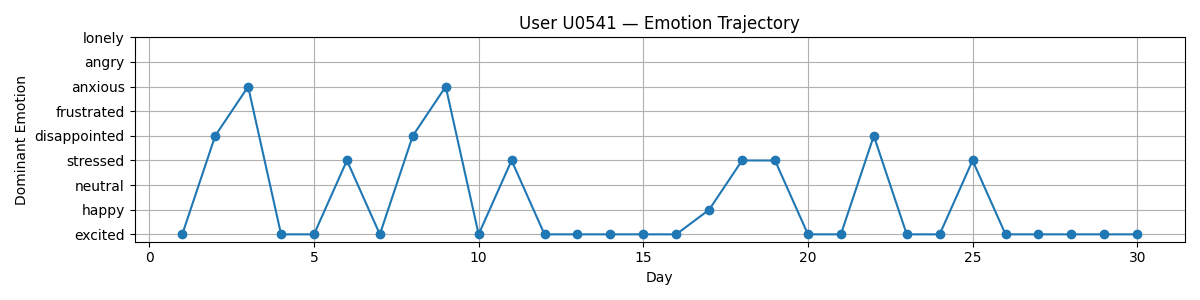 User U0541 — Emotion Trajectory
Dominant Emotion
lonely
angry
anxious
frustrated
disappointed
stressed
neutral
happy
excited
0 5 10 15 20 25 30
Day